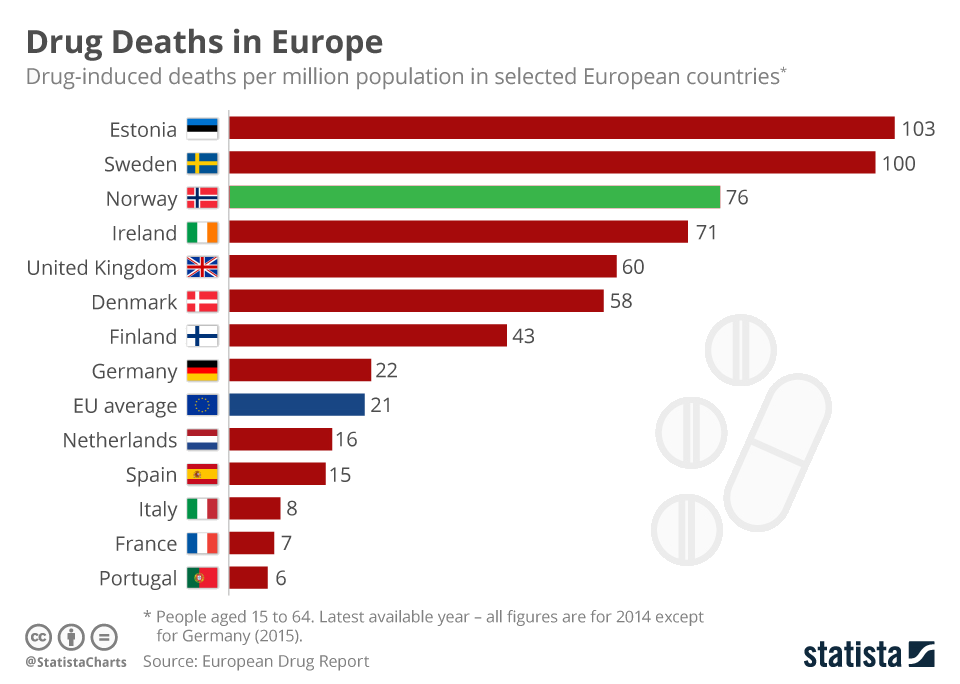 Drug Deaths in Europe
Drug-induced deaths per million population in selected European countries*
Estonia 103
Sweden 100
Norway 76
Ireland 71
United Kingdom 60
Denmark 58
Finland 43
Germany 22
EU average 21
Netherlands 16
Spain 15
Italy 8
France 7
Portugal 6
* People aged 15 to 64. Latest available year – all figures are for 2014 except
for Germany (2015).
cc
@StatistaCharts Source: European Drug Report
statista